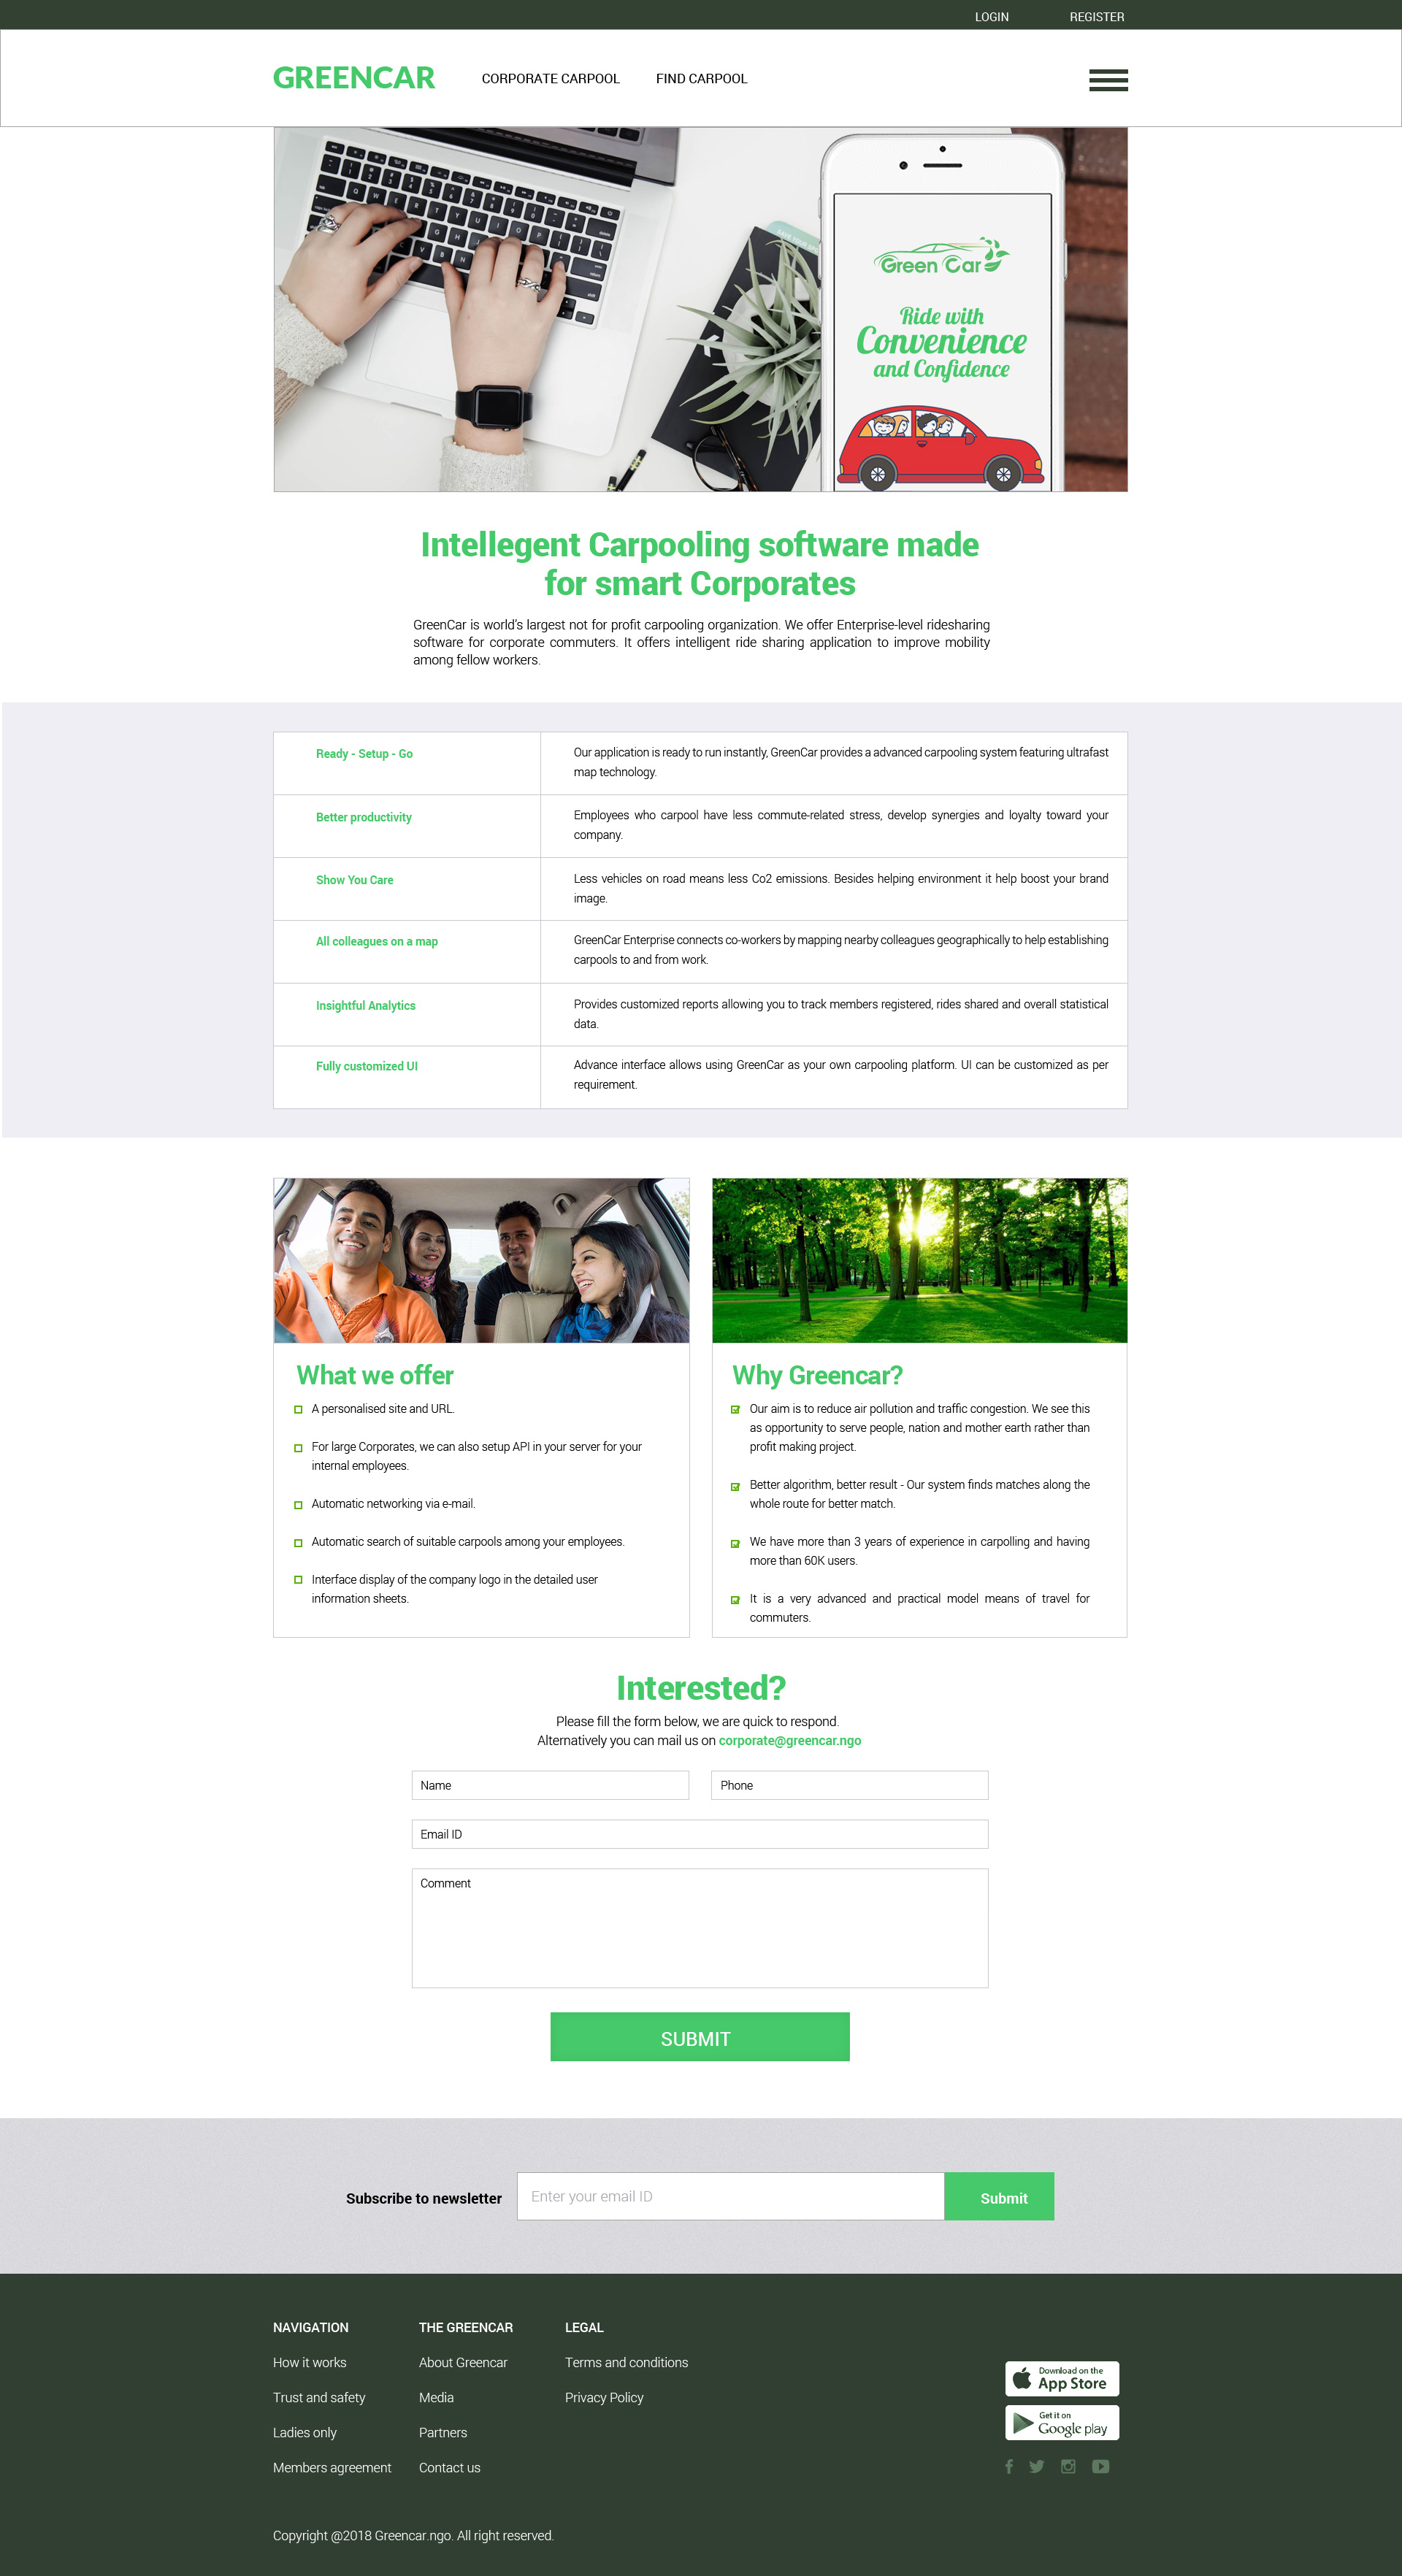 LOGIN REGISTER
GREENCAR CORPORATE CARPOOL FIND CARPOOL
Green Car
Ride with
Convenience
and Confidence
Intellegent Carpooling software made
for smart Corporates
GreenCar is world's largest not for profit carpooling organization. We offer Enterprise-level ridesharing
software for corporate commuters. It offers intelligent ride sharing application to improve mobility
among fellow workers.
Ready - Setup - Go
Our application is ready to run instantly, GreenCar provides a advanced carpooling system featuring ultrafast
map technology.
Better productivity
Employees who carpool have less commute-related stress, develop synergies and loyalty toward your
company.
Show You Care
Less vehicles on road means less Co2 emissions. Besides helping environment it help boost your brand
image.
All colleagues on a map
GreenCar Enterprise connects co-workers by mapping nearby colleagues geographically to help establishing
carpools to and from work.
Insightful Analytics
Provides customized reports allowing you to track members registered, rides shared and overall statistical
data.
Fully customized UI
Advance interface allows using GreenCar as your own carpooling platform. UI can be customized as per
requirement.
What we offer
A personalised site and URL.
For large Corporates, we can also setup API in your server for your
internal employees.
Automatic networking via e-mail.
Automatic search of suitable carpools among your employees.
Interface display of the company logo in the detailed user
information sheets.
Why Greencar?
Our aim is to reduce air pollution and traffic congestion. We see this
as opportunity to serve people, nation and mother earth rather than
profit making project.
Better algorithm, better result - Our system finds matches along the
whole route for better match.
We have more than 3 years of experience in carpolling and having
more than 60K users.
It is a very advanced and practical model means of travel for
commuters.
Interested?
Please fill the form below, we are quick to respond.
Alternatively you can mail us on corporate@greencar.ngo
Name Phone
Email ID
Comment
SUBMIT
Subscribe to newsletter Enter your email ID Submit
NAVIGATION
How it works
Trust and safety
Ladies only
Members agreement
THE GREENCAR
About Greencar
Media
Partners
Contact us
LEGAL
Terms and conditions
Privacy Policy
Download on the
App Store
Get it on
Google play
Copyright @2018 Greencar.ngo. All right reserved.